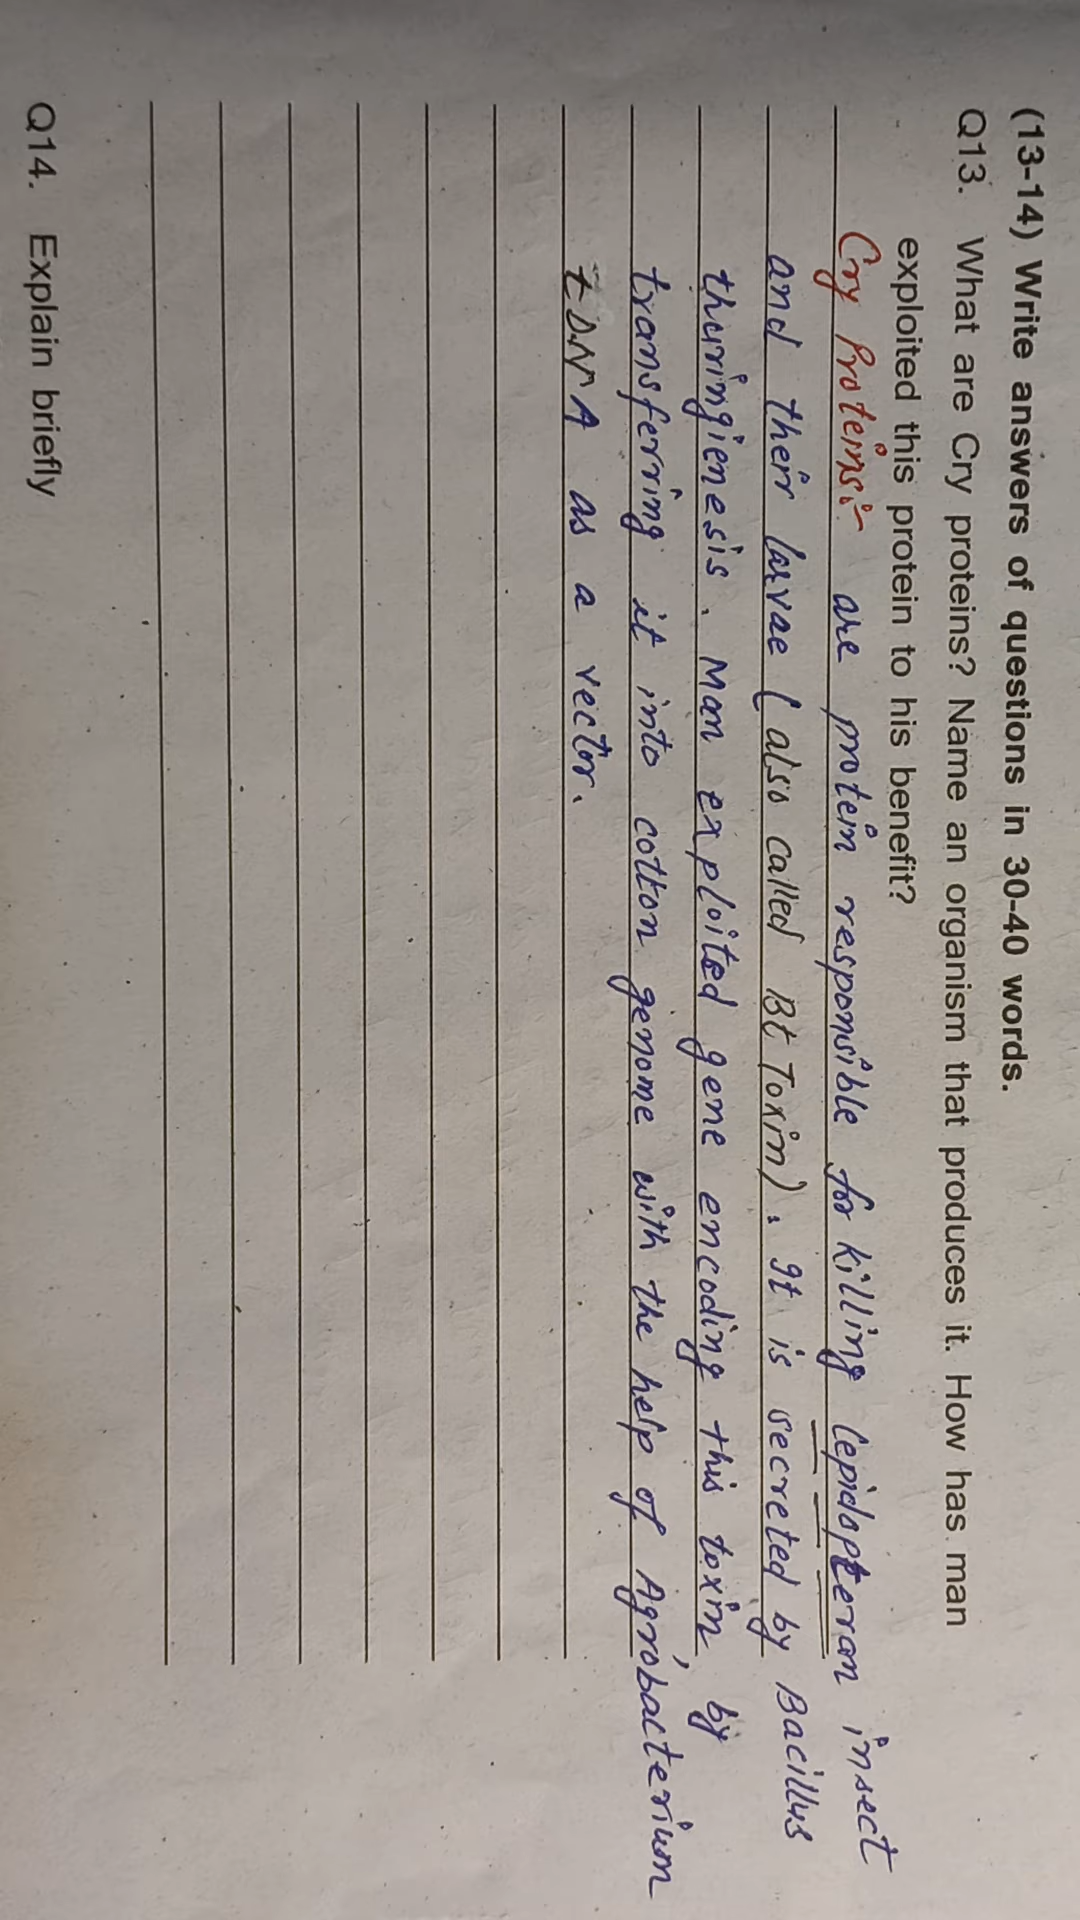 (13-14) Write answers of questions in 30-40 words.
Q13. What are Cry proteins? Name an organism that produces it. How has man
exploited this protein to his benefit?
Cry Proteins:- are protein responsible for killing lepidopteran insect
and their larvae (also called Bt Toxin). It is secreted by Bacillus
thuringienesis. Man exploited gene encoding this toxin, by
transferring it into cotton genome with the help of Agrobacterium
t DNA as a vector.
Q14. Explain briefly